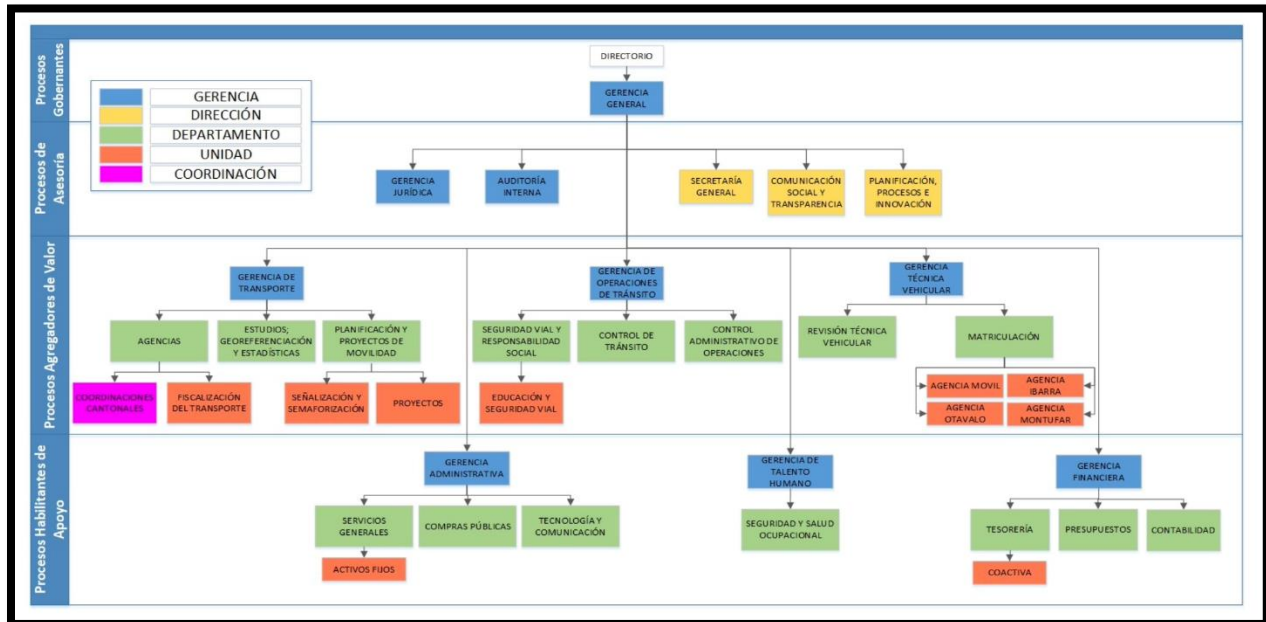 Procesos
Gobernantes
DIRECTORIO
GERENCIA
GENERAL
GERENCIA
DIRECCIÓN
DEPARTAMENTO
UNIDAD
COORDINACIÓN
Procesos de
Asesoría
GERENCIA
JURÍDICA
AUDITORÍA
INTERNA
SECRETARÍA
GENERAL
COMUNICACIÓN
SOCIAL Y
TRANSPARENCIA
PLANIFICACIÓN,
PROCESOS E
INNOVACIÓN
Procesos Agregadores de Valor
GERENCIA DE
TRANSPORTE
GERENCIA DE
OPERACIONES
DE TRÁNSITO
GERENCIA
TÉCNICA
VEHICULAR
AGENCIAS
ESTUDIOS;
GEOREFERENCIACIÓN
Y ESTADÍSTICAS
PLANIFICACIÓN Y
PROYECTOS DE
MOVILIDAD
SEGURIDAD VIAL Y
RESPONSABILIDAD
SOCIAL
CONTROL DE
TRÁNSITO
CONTROL
ADMINISTRATIVO DE
OPERACIONES
REVISIÓN TÉCNICA
VEHICULAR
MATRICULACIÓN
COORDINACIONES
CANTONALES
FISCALIZACIÓN
DEL TRANSPORTE
SEÑALIZACIÓN Y
SEMAFORIZACIÓN
PROYECTOS
EDUCACIÓN Y
SEGURIDAD VIAL
AGENCIA MOVIL
AGENCIA
IBARRA
AGENCIA
OTAVALO
AGENCIA
MONTUFAR
Procesos Habilitantes de
Apoyo
GERENCIA
ADMINISTRATIVA
GERENCIA DE
TALENTO
HUMANO
GERENCIA
FINANCIERA
SERVICIOS
GENERALES
COMPRAS PÚBLICAS
TECNOLOGÍA Y
COMUNICACIÓN
SEGURIDAD Y SALUD
OCUPACIONAL
TESORERÍA
PRESUPUESTOS
CONTABILIDAD
ACTIVOS FIJOS
COACTIVA